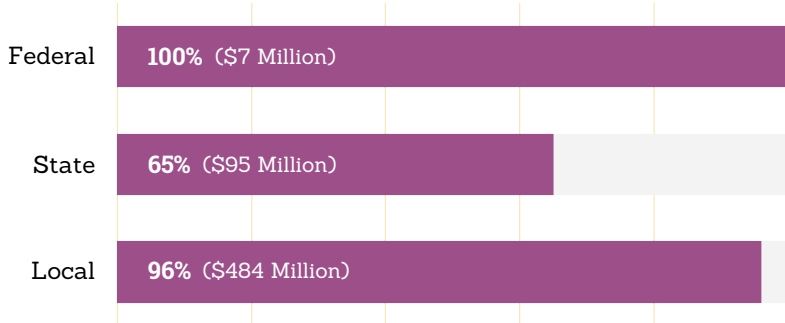 Federal 100% ($7 Million)
State 65% ($95 Million)
Local 96% ($484 Million)